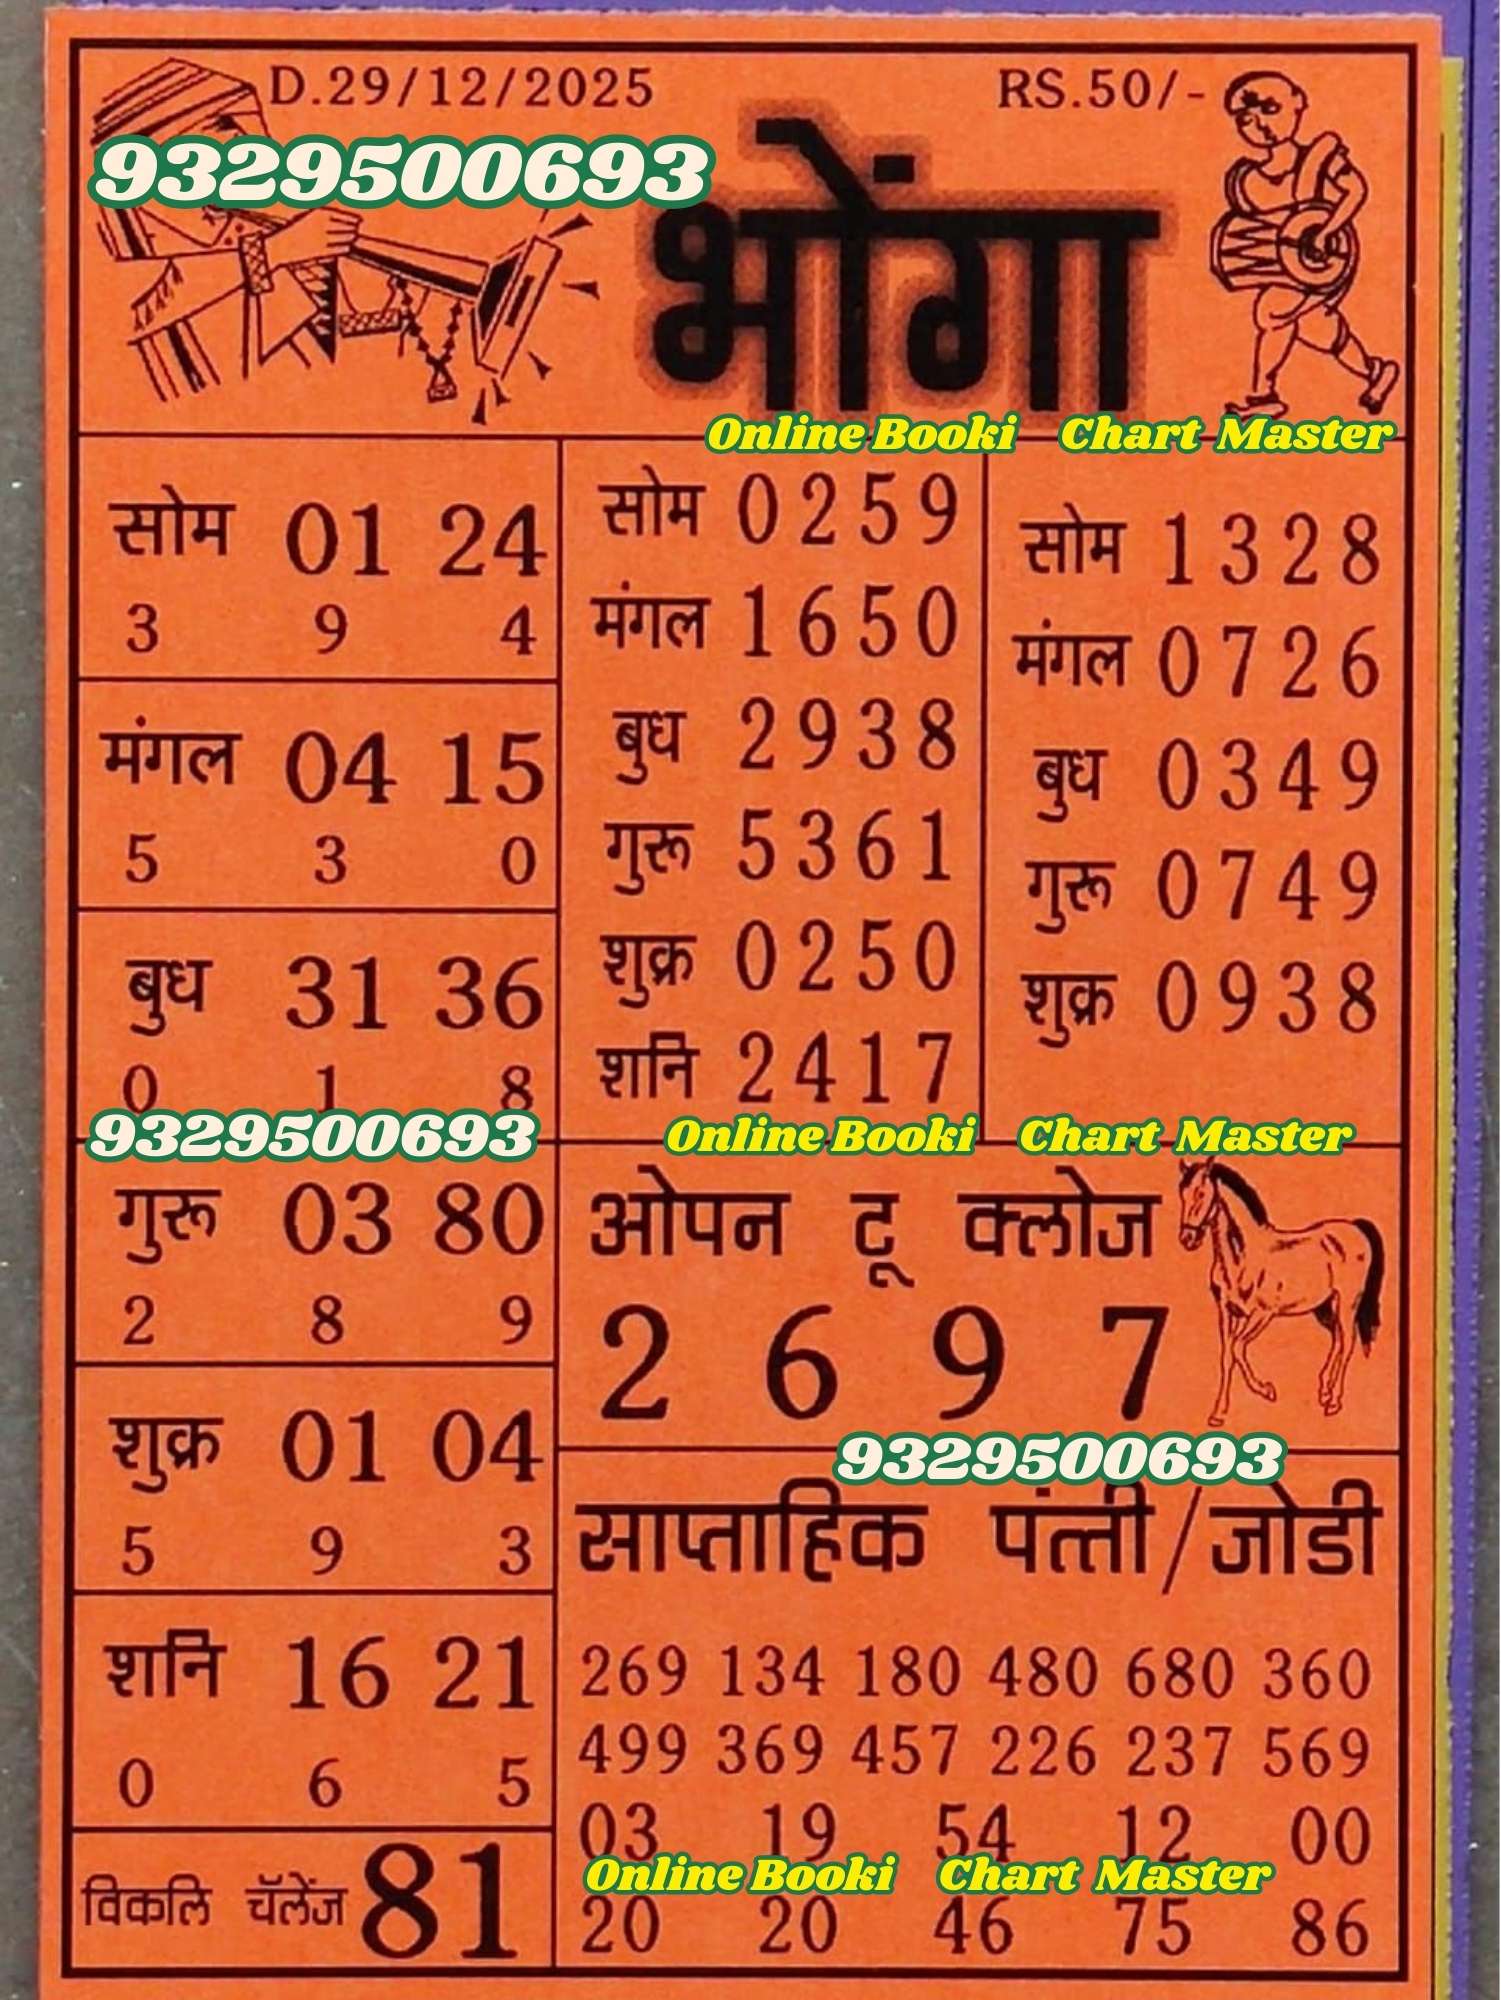 D.29/12/2025 RS.50/-
9329500693
भोंगा
Online Booki Chart Master
सोम 01 24
3 9 4
मंगल 04 15
5 3 0
बुध 31 36
0 1 8
9329500693
गुरू 03 80
2 8 9
शुक्र 01 04
5 9 3
शनि 16 21
0 6 5
विकलि चॅलेंज 81
सोम 0259
मंगल 1650
बुध 2938
गुरू 5361
शुक्र 0250
शनि 2417
सोम 1328
मंगल 0726
बुध 0349
गुरू 0749
शुक्र 0938
Online Booki Chart Master
ओपन टू क्लोज
2 6 9 7
9329500693
साप्ताहिक पत्ती/जोडी
269 134 180 480 680 360
499 369 457 226 237 569
03 19 54 12 00
Online Booki Chart Master
20 20 46 75 86